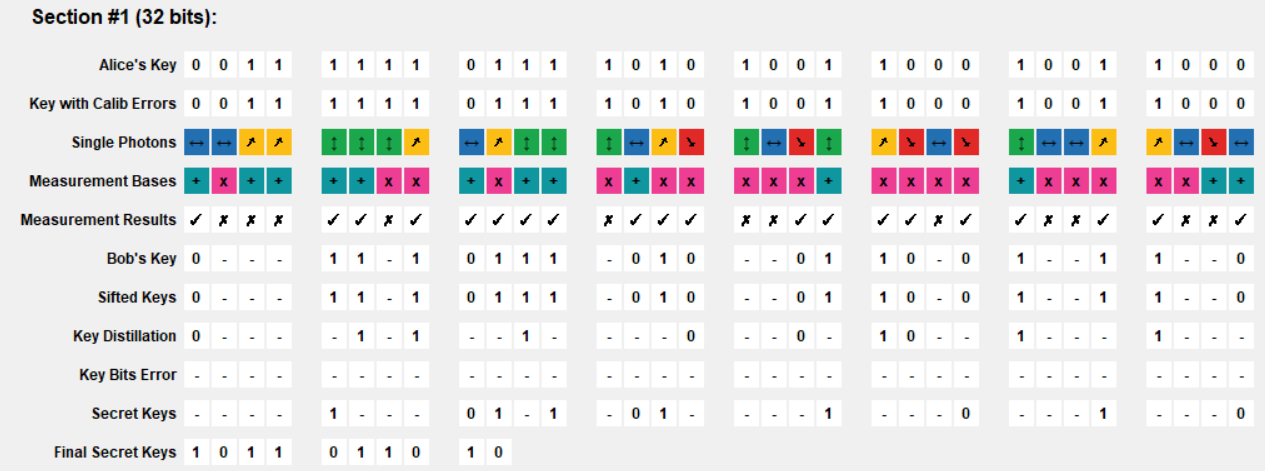 Section #1 (32 bits):
Alice's Key 0 0 1 1 1 1 1 1 0 1 1 1 1 0 1 0 1 0 0 1 1 0 0 0 1 0 0 1 1 0 0 0
Key with Calib Errors 0 0 1 1 1 1 1 1 0 1 1 1 1 0 1 0 1 0 0 1 1 0 0 0 1 0 0 1 1 0 0 0
Single Photons ↔ ↔ ↗ ↗ ↕ ↕ ↕ ↗ ↔ ↗ ↕ ↕ ↕ ↔ ↗ ↘ ↕ ↔ ↘ ↕ ↗ ↘ ↔ ↘ ↕ ↔ ↔ ↗ ↗ ↔ ↘ ↔
Measurement Bases + x + + + + x x + x + + x + x x x x x + x x x x + x x x x x + +
Measurement Results ✓ ✗ ✗ ✗ ✓ ✓ ✗ ✓ ✓ ✓ ✓ ✓ ✗ ✓ ✓ ✓ ✗ ✗ ✓ ✓ ✓ ✓ ✗ ✓ ✓ ✗ ✗ ✓ ✓ ✗ ✗ ✓
Bob's Key 0 - - - 1 1 - 1 0 1 1 1 - 0 1 0 - - 0 1 1 0 - 0 1 - - 1 1 - - 0
Sifted Keys 0 - - - 1 1 - 1 0 1 1 1 - 0 1 0 - - 0 1 1 0 - 0 1 - - 1 1 - - 0
Key Distillation 0 - - - - 1 - 1 - - 1 - - - - 0 - - 0 - 1 0 - - 1 - - - 1 - - -
Key Bits Error - - - - - - - - - - - - - - - - - - - - - - - - - - - - - - - -
Secret Keys - - - - 1 - - - 0 1 - 1 - 0 1 - - - - 1 - - - 0 - - - 1 - - - 0
Final Secret Keys 1 0 1 1 0 1 1 0 1 0